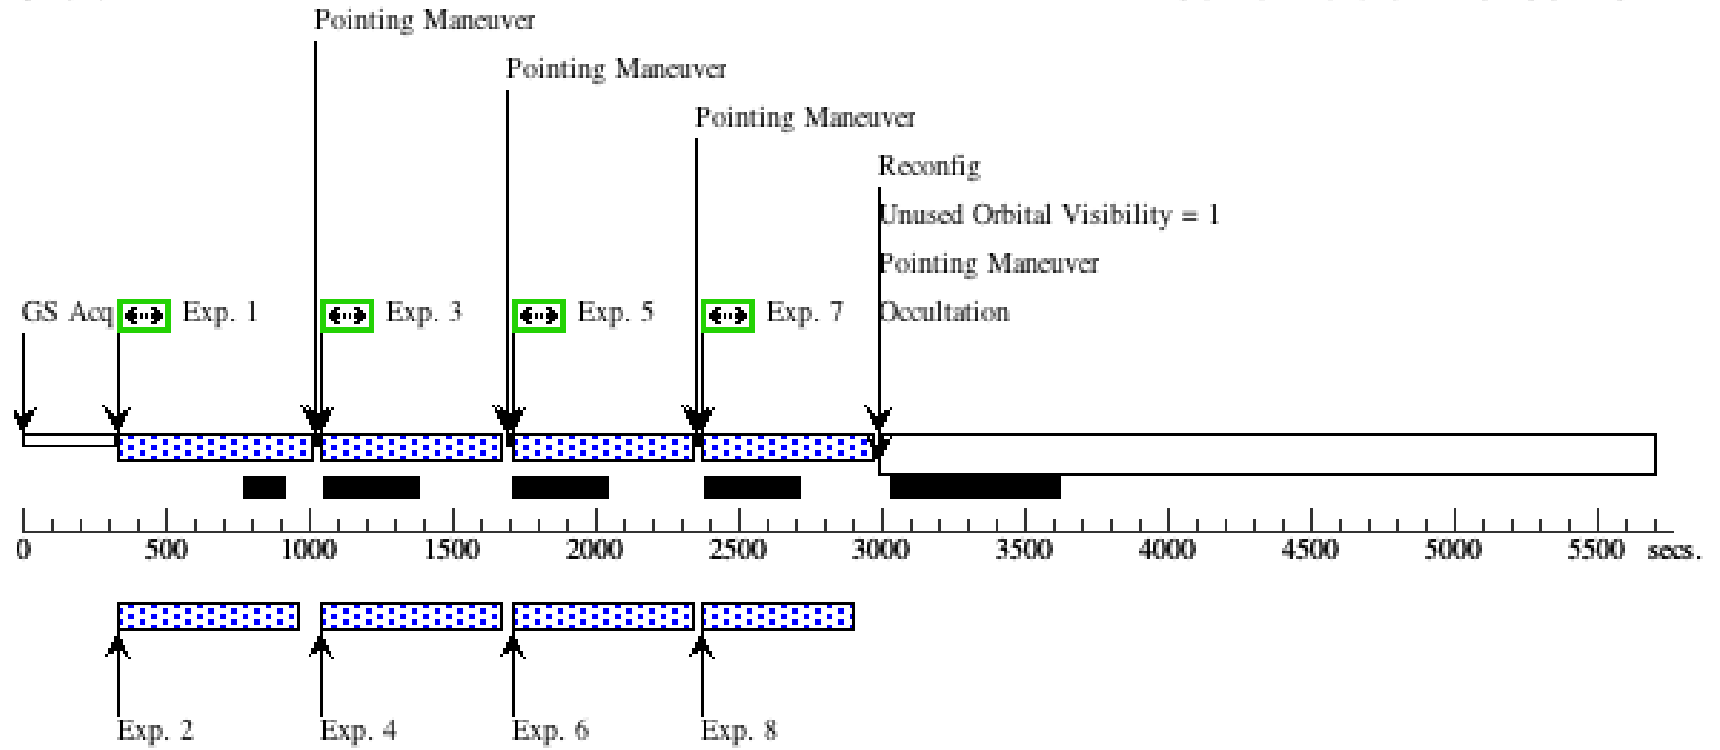 Pointing Maneuver
Pointing Maneuver
Pointing Maneuver
Reconfig
Unused Orbital Visibility = 1
Pointing Maneuver
GS Acq Exp. 1 Exp. 3 Exp. 5 Exp. 7 Occultation
0 500 1000 1500 2000 2500 3000 3500 4000 4500 5000 5500 secs.
Exp. 2 Exp. 4 Exp. 6 Exp. 8